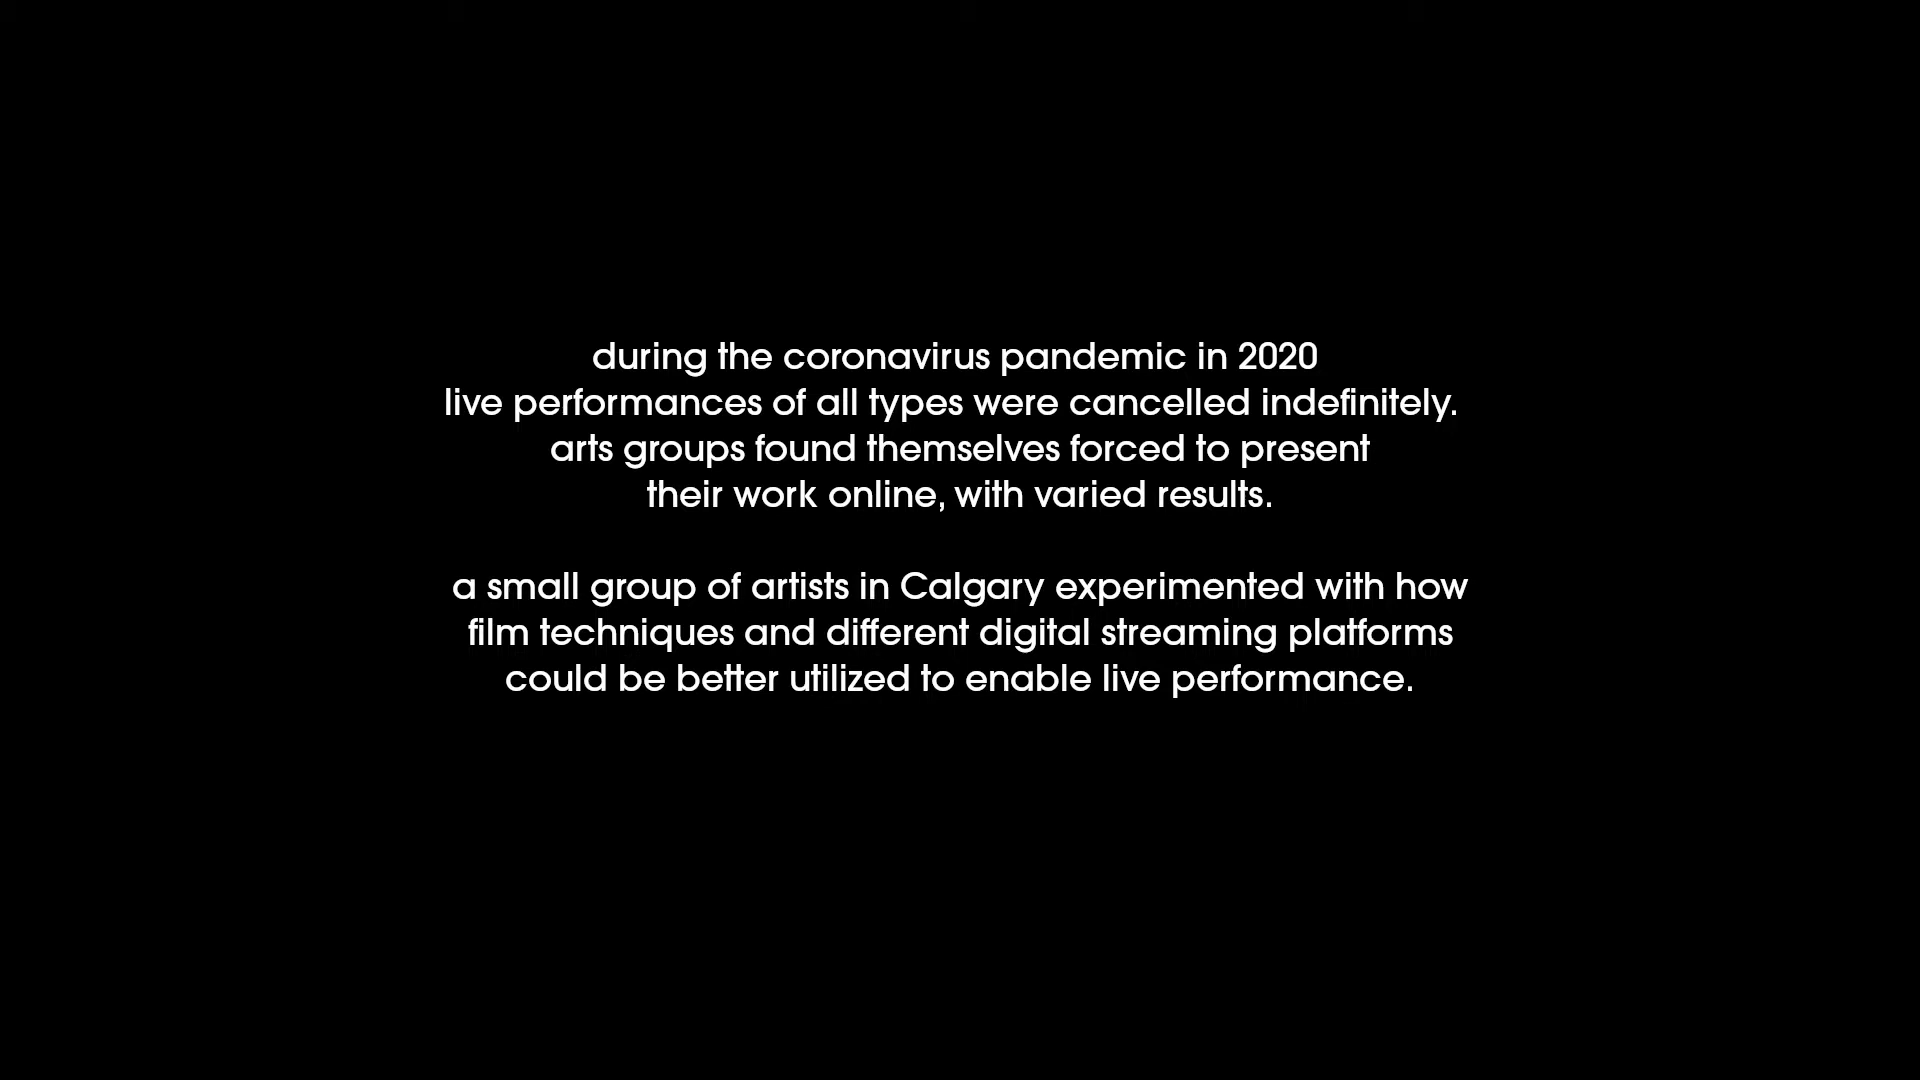 during the coronavirus pandemic in 2020
live performances of all types were cancelled indefinitely.
arts groups found themselves forced to present
their work online, with varied results.
a small group of artists in Calgary experimented with how
film techniques and different digital streaming platforms
could be better utilized to enable live performance.